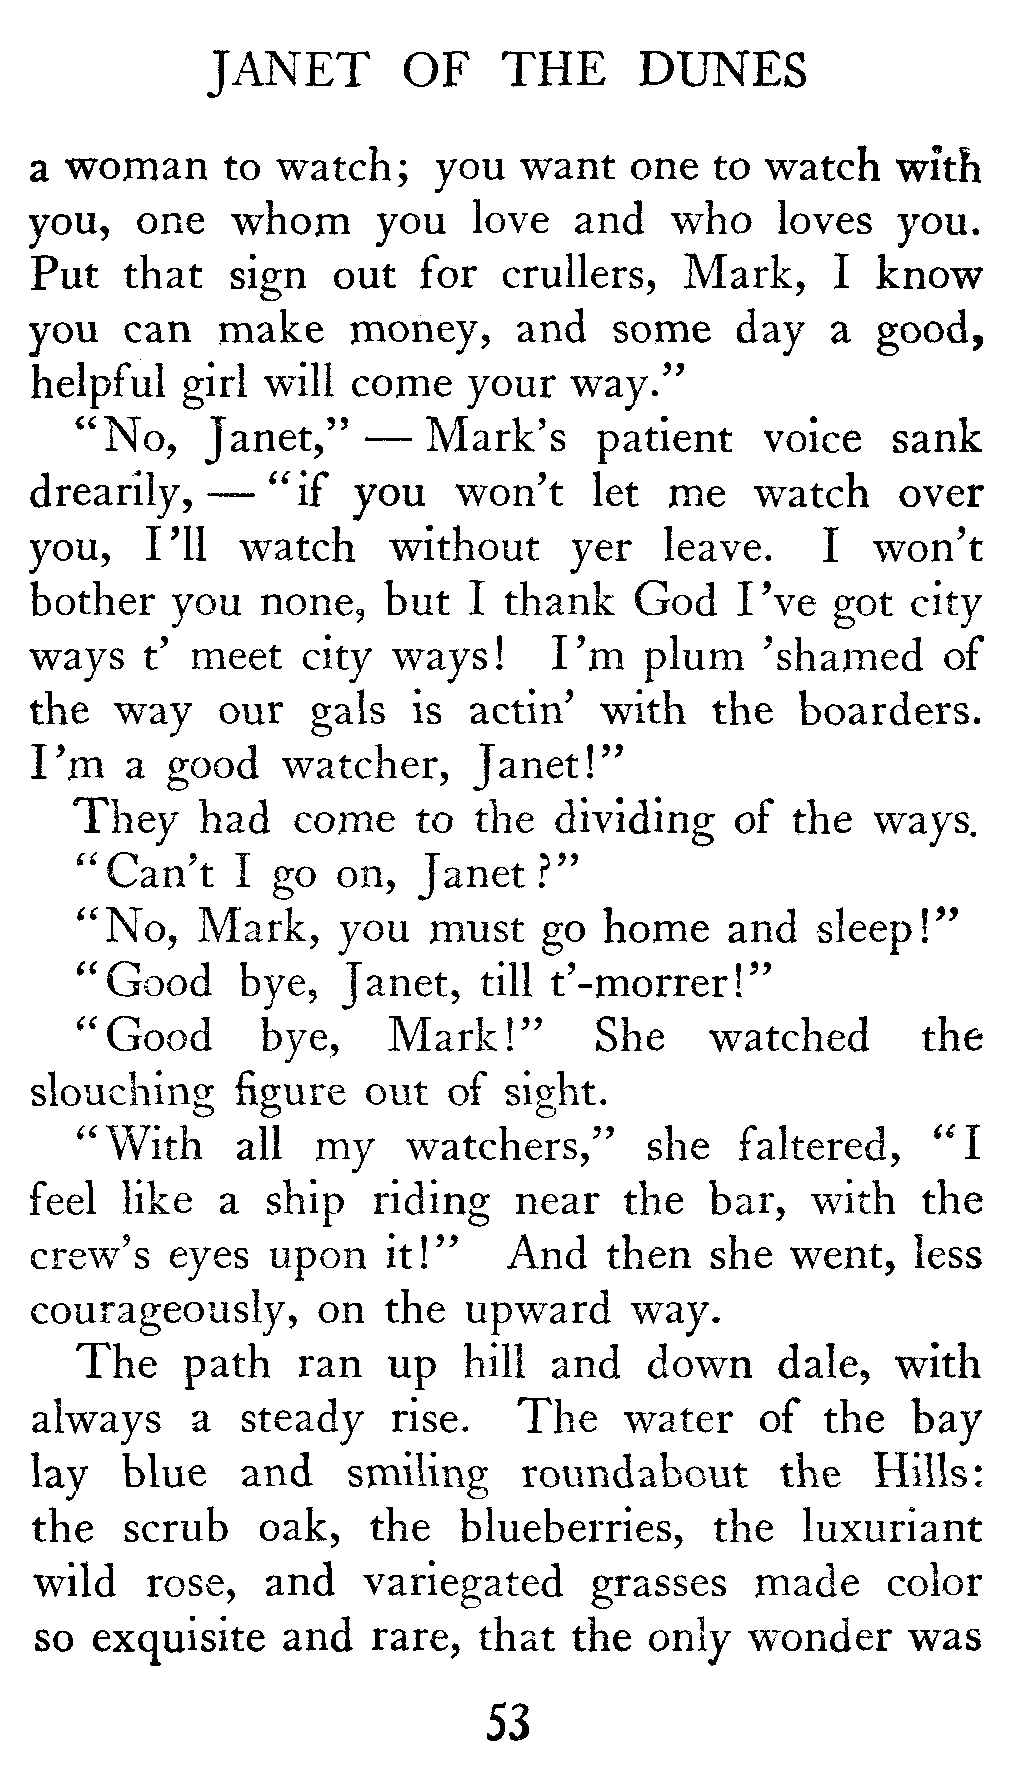 JANET OF THE DUNES
a woman to watch; you want one to watch with
you, one whom you love and who loves you.
Put that sign out for crullers, Mark, I know
you can make money, and some day a good,
helpful girl will come your way.”
“No, Janet,” — Mark’s patient voice sank
drearily, — “if you won’t let me watch over
you, I’ll watch without yer leave. I won’t
bother you none, but I thank God I’ve got city
ways t’ meet city ways! I’m plum ’shamed of
the way our gals is actin’ with the boarders.
I’m a good watcher, Janet!”
They had come to the dividing of the ways.
“Can’t I go on, Janet?”
“No, Mark, you must go home and sleep!”
“Good bye, Janet, till t’-morrer!”
“Good bye, Mark!” She watched the
slouching figure out of sight.
“With all my watchers,” she faltered, “I
feel like a ship riding near the bar, with the
crew’s eyes upon it!” And then she went, less
courageously, on the upward way.
The path ran up hill and down dale, with
always a steady rise. The water of the bay
lay blue and smiling roundabout the Hills:
the scrub oak, the blueberries, the luxuriant
wild rose, and variegated grasses made color
so exquisite and rare, that the only wonder was
53